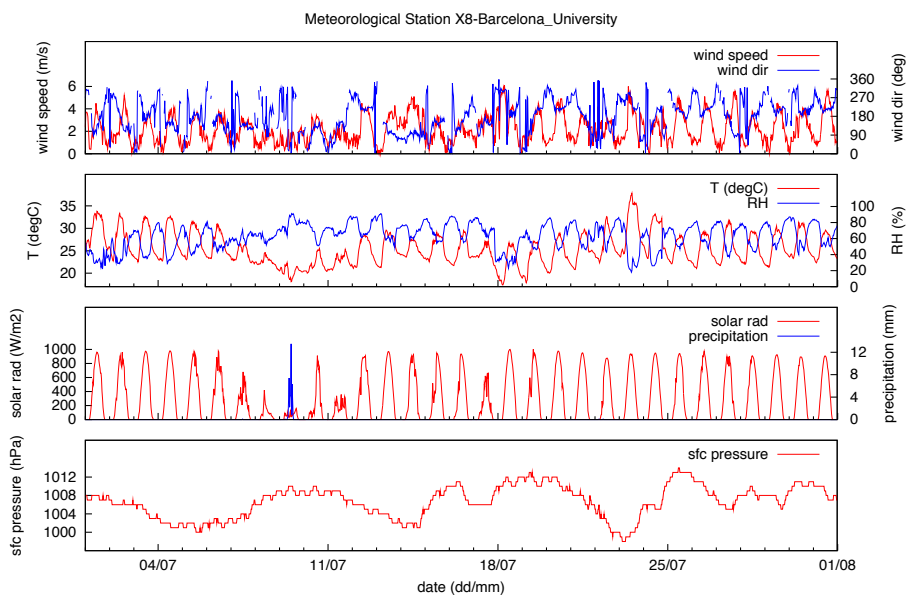 Meteorological Station X8-Barcelona_University
wind speed (m/s)
6
4
2
0
wind speed
wind dir
360
270
180
90
0
wind dir (deg)
T (degC)
35
30
25
20
T (degC)
RH
100
80
60
40
20
0
RH (%)
solar rad (W/m2)
1000
800
600
400
200
0
solar rad
precipitation
12
8
4
0
precipitation (mm)
sfc pressure (hPa)
1012
1008
1004
1000
sfc pressure
04/07 11/07 18/07 25/07 01/08
date (dd/mm)